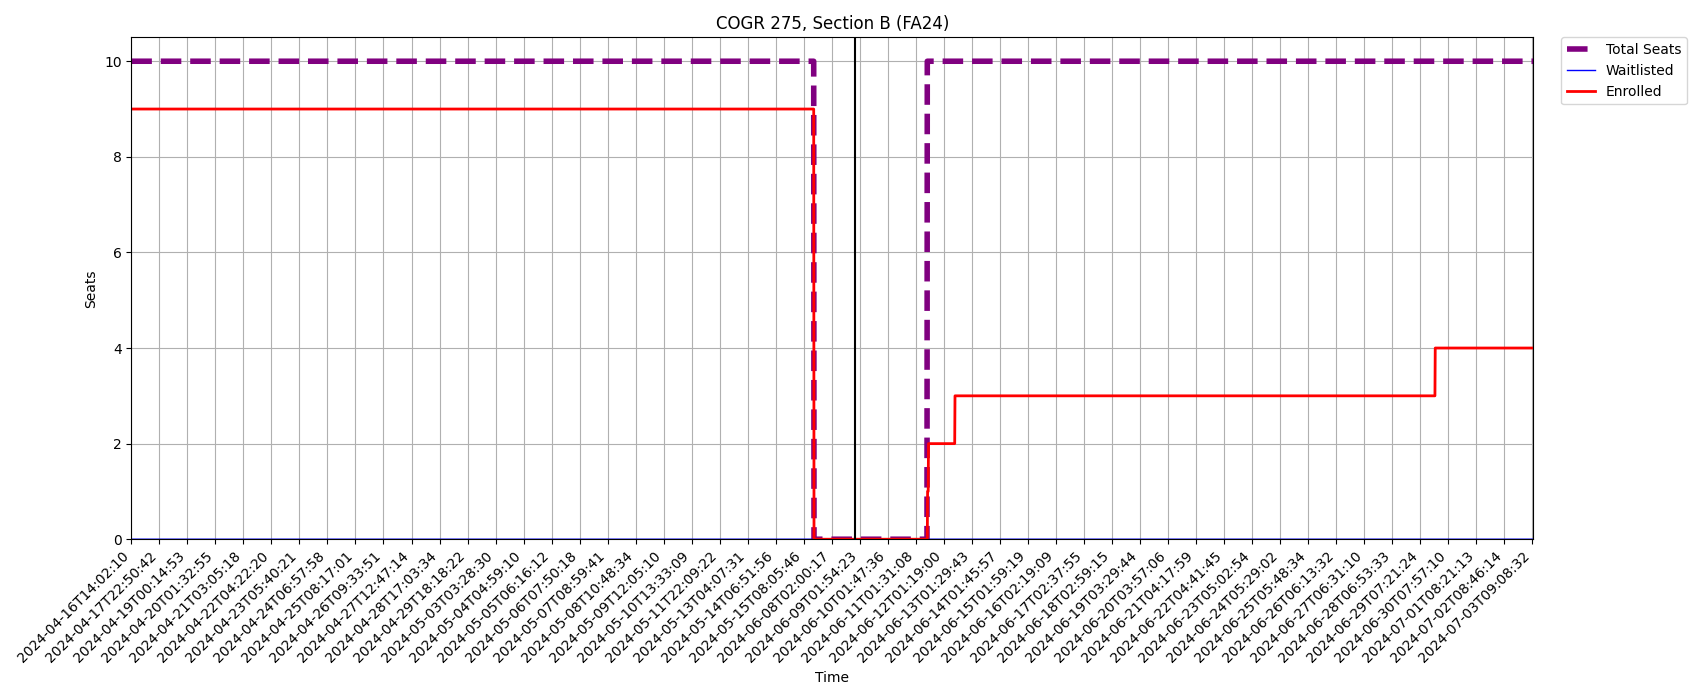 COGR 275, Section B (FA24)
Total Seats
Waitlisted
Enrolled
10
8
6
4
2
0
Seats
2024-04-16T14:02:10
2024-04-17T22:50:42
2024-04-19T00:14:53
2024-04-20T01:32:55
2024-04-21T03:05:18
2024-04-22T04:22:20
2024-04-23T05:40:21
2024-04-24T06:57:58
2024-04-25T08:17:01
2024-04-26T09:33:51
2024-04-27T12:47:14
2024-04-28T17:03:34
2024-04-29T18:18:22
2024-05-03T03:28:30
2024-05-04T04:59:10
2024-05-05T06:16:12
2024-05-06T07:50:18
2024-05-07T08:59:41
2024-05-08T10:48:34
2024-05-09T12:05:10
2024-05-10T13:33:09
2024-05-11T22:09:22
2024-05-13T04:07:31
2024-05-14T06:51:56
2024-05-15T08:05:46
2024-06-08T02:00:17
2024-06-09T01:54:23
2024-06-10T01:47:36
2024-06-11T01:31:08
2024-06-12T01:19:00
2024-06-13T01:29:43
2024-06-14T01:45:57
2024-06-15T01:59:19
2024-06-16T02:19:09
2024-06-17T02:37:55
2024-06-18T02:59:15
2024-06-19T03:29:44
2024-06-20T03:57:06
2024-06-21T04:17:59
2024-06-22T04:41:45
2024-06-23T05:02:54
2024-06-24T05:29:02
2024-06-25T05:48:34
2024-06-26T06:13:32
2024-06-27T06:31:10
2024-06-28T06:53:33
2024-06-29T07:21:24
2024-06-30T07:57:10
2024-07-01T08:21:13
2024-07-02T08:46:14
2024-07-03T09:08:32
Time